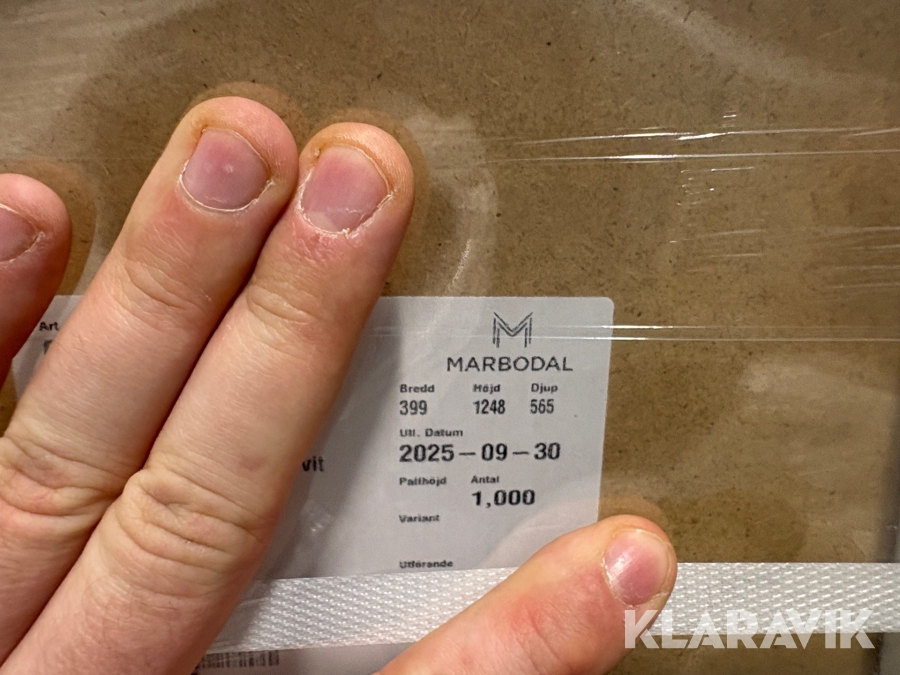 Art
MARBODAL
Bredd Höjd Djup
399 1248 565
Utl. Datum
2025-09-30
vit
Pallhöjd Antal
1,000
Variant
Utförande
KLARAVIK